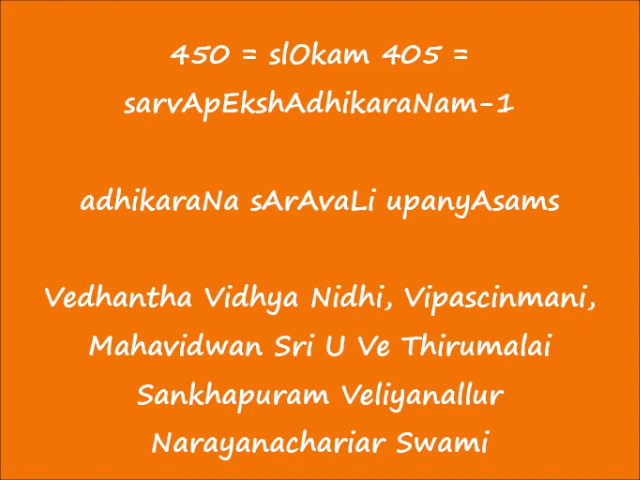 450 = slOkam 405 =
sarvApEkshAdhikaraNam-1
adhikaraNa sArAvaLi upanyAsams
Vedhantha Vidhya Nidhi, Vipascinmani,
Mahavidwan Sri U Ve Thirumalai
Sankhapuram Veliyanallur
Narayanachariar Swami